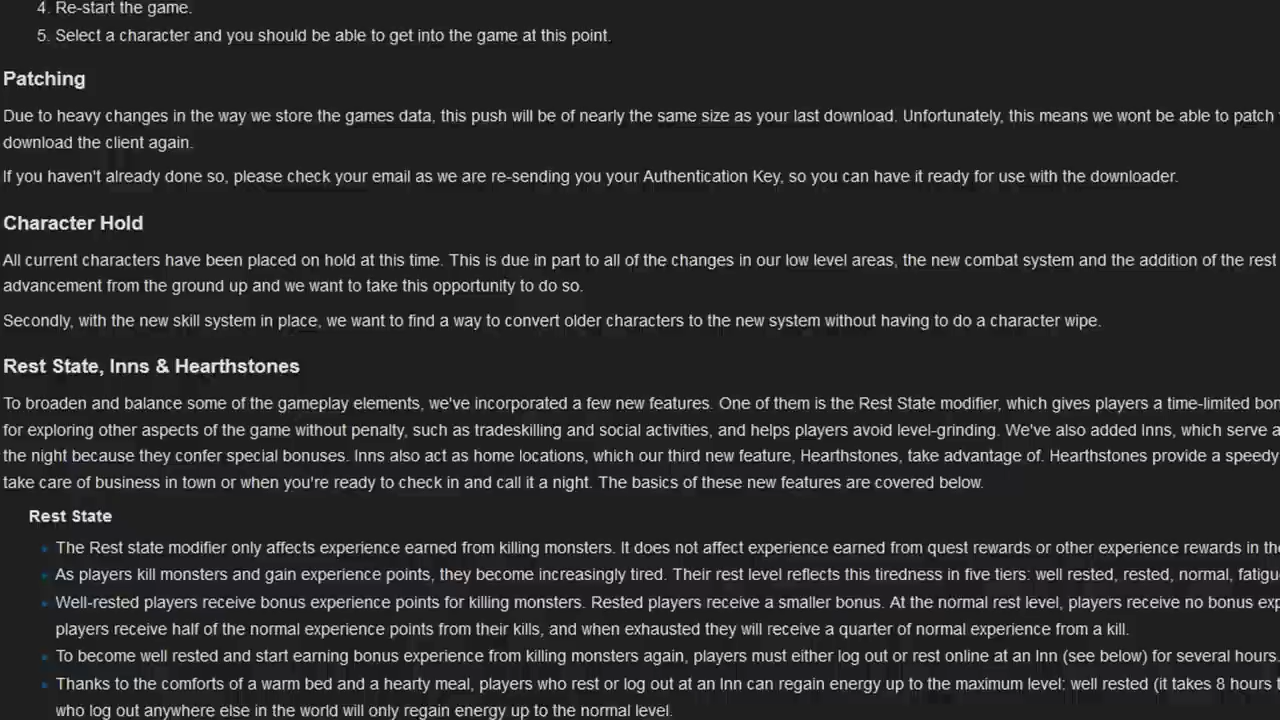 4. Re-start the game.
5. Select a character and you should be able to get into the game at this point.
Patching
Due to heavy changes in the way we store the games data, this push will be of nearly the same size as your last download. Unfortunately, this means we wont be able to patch
download the client again.
If you haven't already done so, please check your email as we are re-sending you your Authentication Key, so you can have it ready for use with the downloader.
Character Hold
All current characters have been placed on hold at this time. This is due in part to all of the changes in our low level areas, the new combat system and the addition of the rest
advancement from the ground up and we want to take this opportunity to do so.
Secondly, with the new skill system in place, we want to find a way to convert older characters to the new system without having to do a character wipe.
Rest State, Inns & Hearthstones
To broaden and balance some of the gameplay elements, we've incorporated a few new features. One of them is the Rest State modifier, which gives players a time-limited
for exploring other aspects of the game without penalty, such as tradeskilling and social activities, and helps players avoid level-grinding. We've also added Inns, which serve
the night because they confer special bonuses. Inns also act as home locations, which our third new feature, Hearthstones, take advantage of. Hearthstones provide a speedy
take care of business in town or when you're ready to check in and call it a night. The basics of these new features are covered below.
Rest State
The Rest state modifier only affects experience earned from killing monsters. It does not affect experience earned from quest rewards or other experience rewards in
As players kill monsters and gain experience points, they become increasingly tired. Their rest level reflects this tiredness in five tiers: well rested, rested, normal,
Well-rested players receive bonus experience points for killing monsters. Rested players receive a smaller bonus. At the normal rest level, players receive no bonus
players receive half of the normal experience points from their kills, and when exhausted they will receive a quarter of normal experience from a kill.
To become well rested and start earning bonus experience from killing monsters again, players must either log out or rest online at an Inn (see below) for several hours.
Thanks to the comforts of a warm bed and a hearty meal, players who rest or log out at an Inn can regain energy up to the maximum level; well rested (it takes 8 hours
who log out anywhere else in the world will only regain energy up to the normal level.